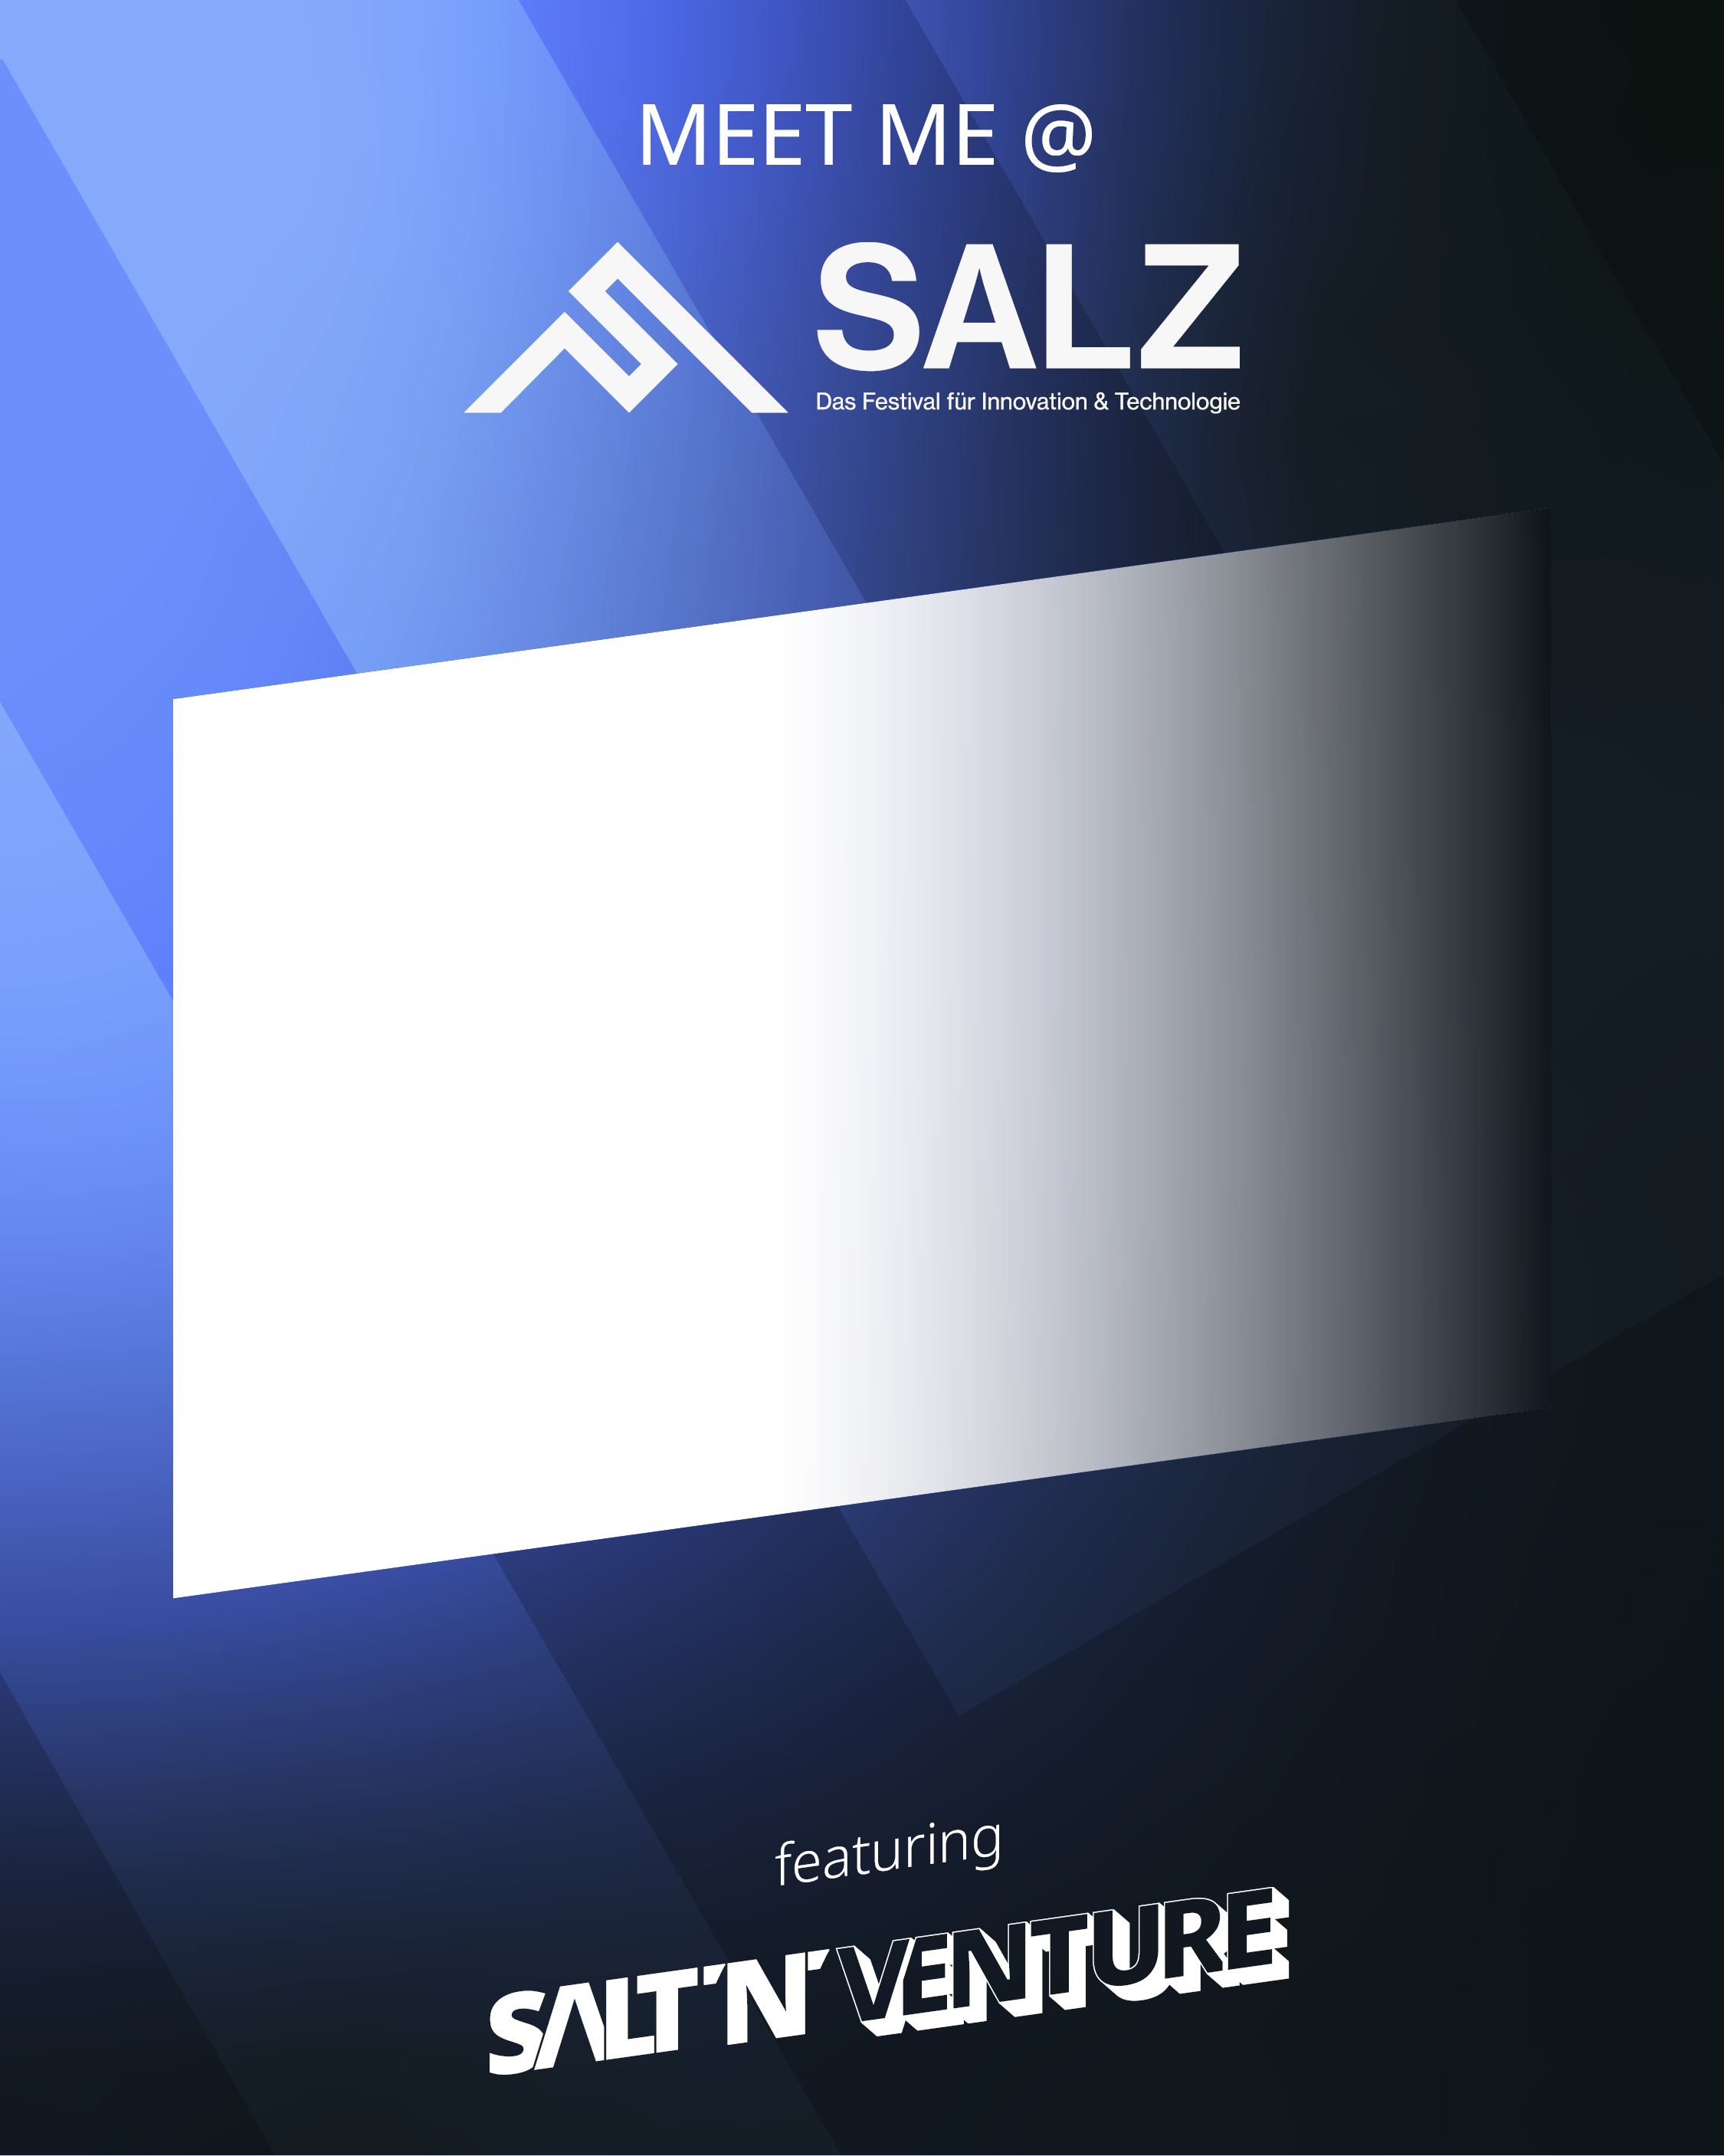 MEET ME @
SALZ
Das Festival für Innovation & Technologie
featuring
SALT'N'VENTURE